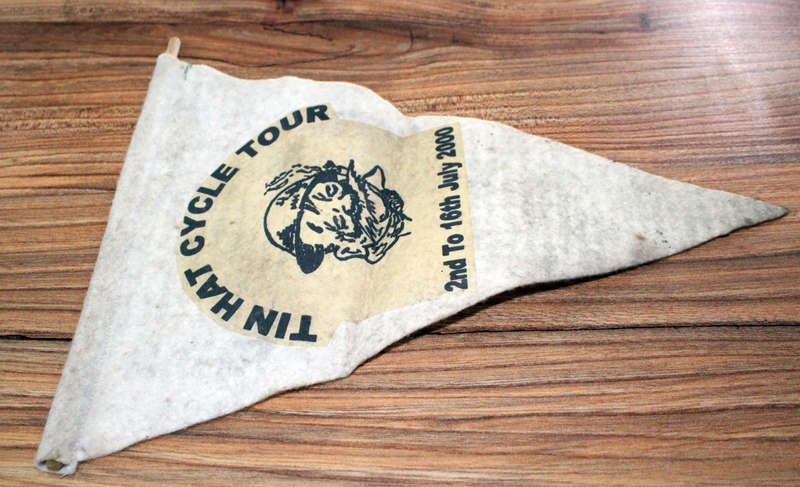 TIN HAT CYCLE TOUR
2nd To 16th July 2000